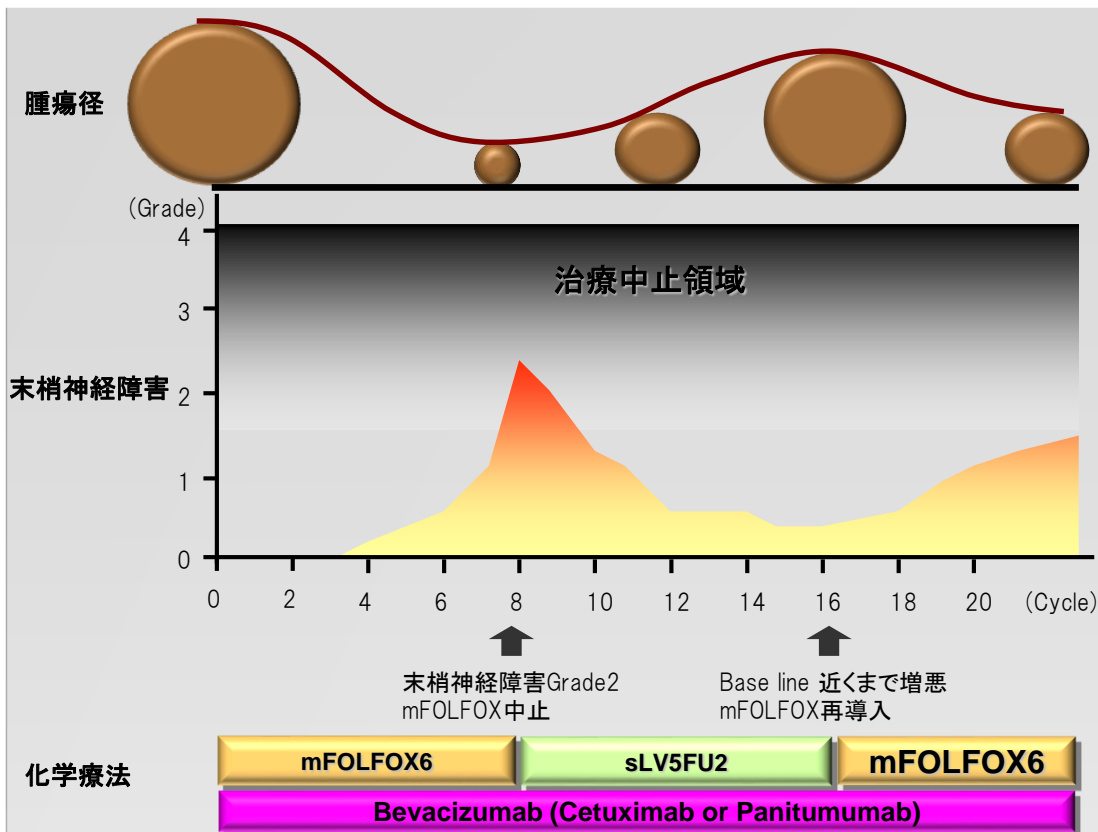 腫瘍径
(Grade)
4
治療中止領域
3
末梢神経障害
2
1
0
0 2 4 6 8 10 12 14 16 18 20 (Cycle)
末梢神経障害Grade2
mFOLFOX中止
Base line 近くまで増悪
mFOLFOX再導入
化学療法
mFOLFOX6 sLV5FU2 mFOLFOX6
Bevacizumab (Cetuximab or Panitumumab)